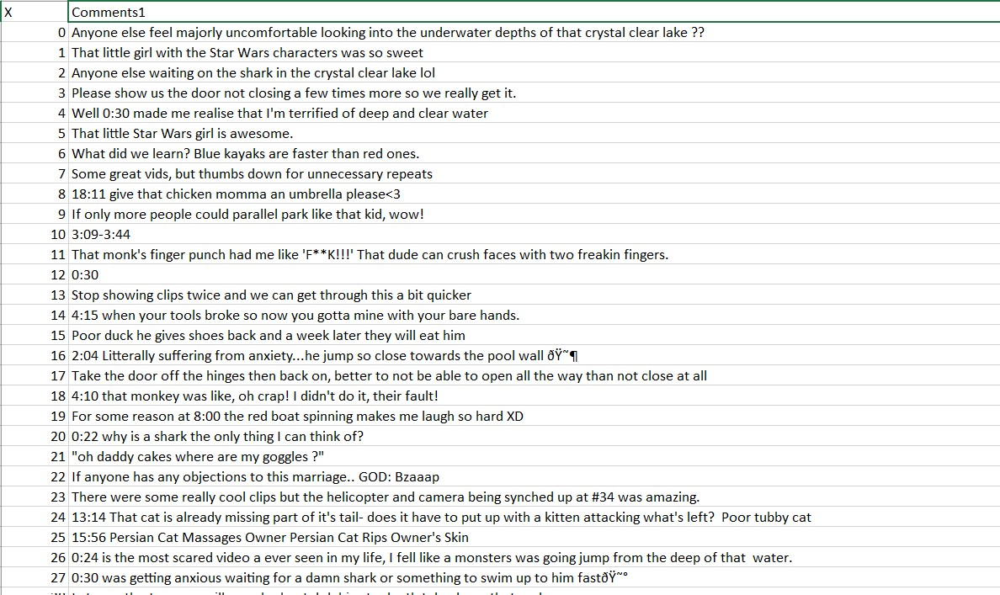 X Comments1
0 Anyone else feel majorly uncomfortable looking into the underwater depths of that crystal clear lake ??
1 That little girl with the Star Wars characters was so sweet
2 Anyone else waiting on the shark in the crystal clear lake lol
3 Please show us the door not closing a few times more so we really get it.
4 Well 0:30 made me realise that I'm terrified of deep and clear water
5 That little Star Wars girl is awesome.
6 What did we learn? Blue kayaks are faster than red ones.
7 Some great vids, but thumbs down for unnecessary repeats
8 18:11 give that chicken momma an umbrella please<3
9 If only more people could parallel park like that kid, wow!
10 3:09-3:44
11 That monk's finger punch had me like 'F**K!!!' That dude can crush faces with two freakin fingers.
12 0:30
13 Stop showing clips twice and we can get through this a bit quicker
14 4:15 when your tools broke so now you gotta mine with your bare hands.
15 Poor duck he gives shoes back and a week later they will eat him
16 2:04 Litterally suffering from anxiety...he jump so close towards the pool wall ðŸ˜¶
17 Take the door off the hinges then back on, better to not be able to open all the way than not close at all
18 4:10 that monkey was like, oh crap! I didn't do it, their fault!
19 For some reason at 8:00 the red boat spinning makes me laugh so hard XD
20 0:22 why is a shark the only thing I can think of?
21 "oh daddy cakes where are my goggles ?"
22 If anyone has any objections to this marriage.. GOD: Bzaaap
23 There were some really cool clips but the helicopter and camera being synched up at #34 was amazing.
24 13:14 That cat is already missing part of it's tail- does it have to put up with a kitten attacking what's left?  Poor tubby cat
25 15:56 Persian Cat Massages Owner Persian Cat Rips Owner's Skin
26 0:24 is the most scared video a ever seen in my life, I fell like a monsters was going jump from the deep of that  water.
27 0:30 was getting anxious waiting for a damn shark or something to swim up to him fastðŸ˜°